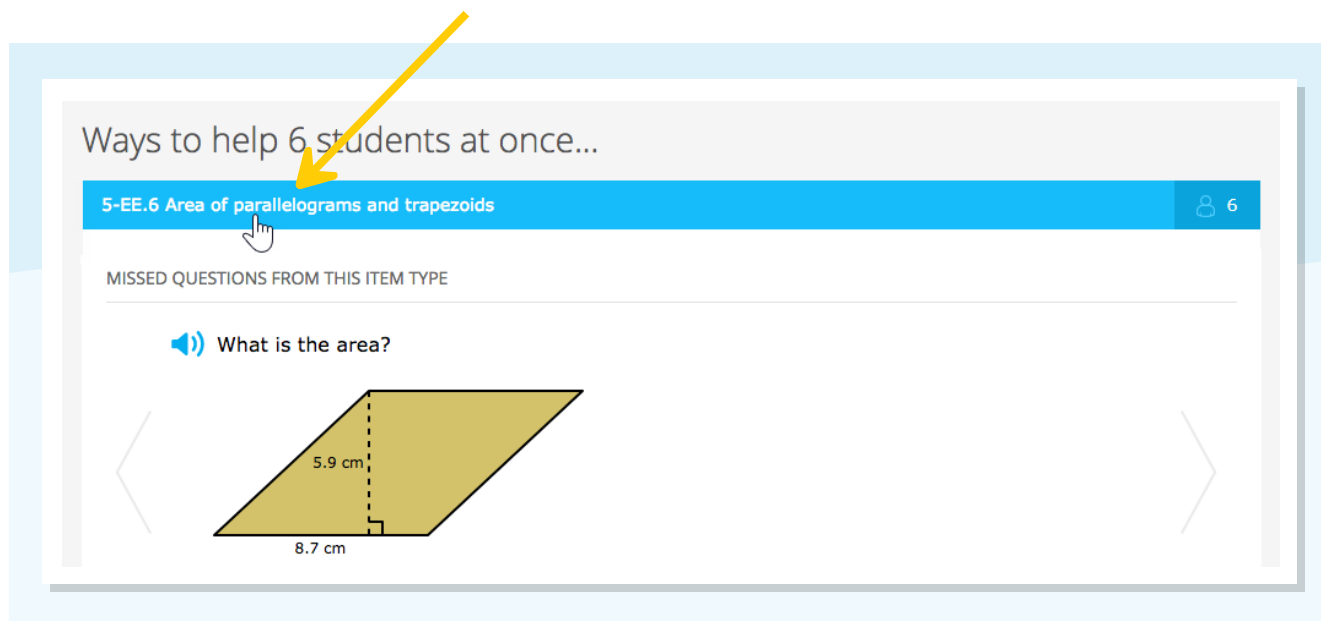 Ways to help 6 students at once...
5-EE.6 Area of parallelograms and trapezoids 6
MISSED QUESTIONS FROM THIS ITEM TYPE
What is the area?
5.9 cm
8.7 cm